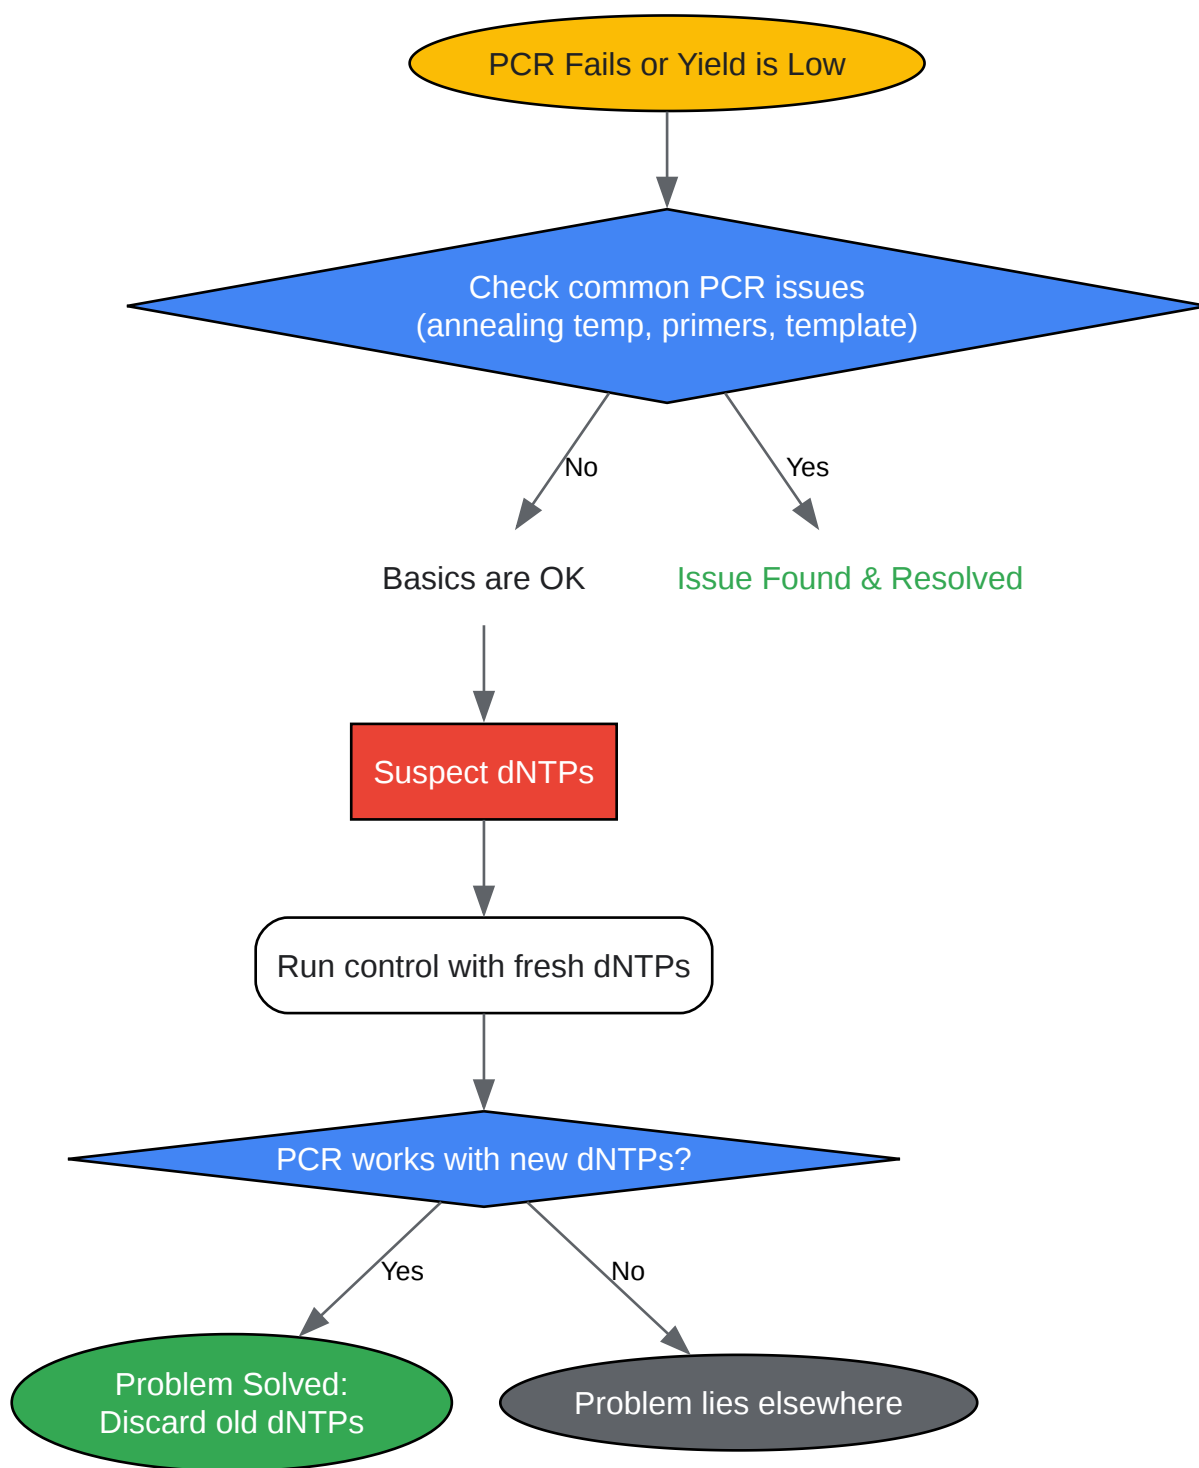 PCR Fails or Yield is Low
Check common PCR issues
(annealing temp, primers, template)
No
Yes
Basics are OK
Issue Found & Resolved
Suspect dNTPs
Run control with fresh dNTPs
PCR works with new dNTPs?
Yes
No
Problem Solved:
Discard old dNTPs
Problem lies elsewhere